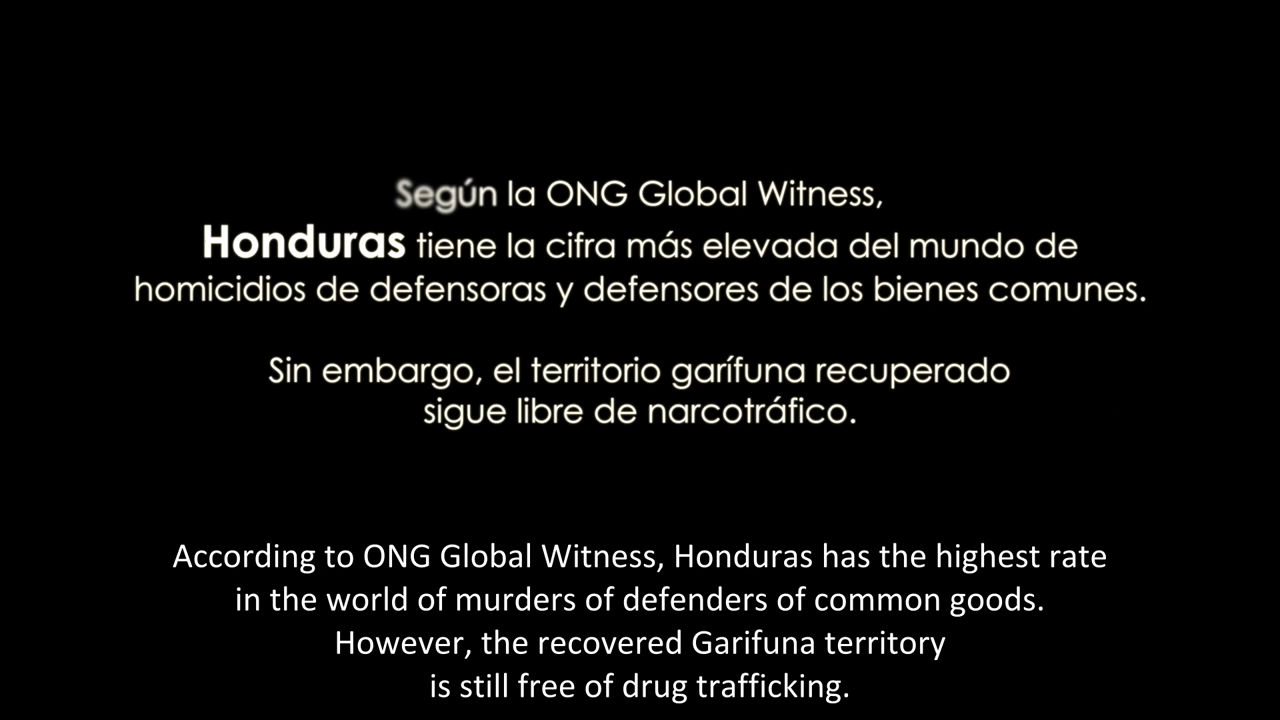 Según la ONG Global Witness,
Honduras tiene la cifra más elevada del mundo de
homicidios de defensoras y defensores de los bienes comunes.
Sin embargo, el territorio garífuna recuperado
sigue libre de narcotráfico.
According to ONG Global Witness, Honduras has the highest rate
in the world of murders of defenders of common goods.
However, the recovered Garifuna territory
is still free of drug trafficking.